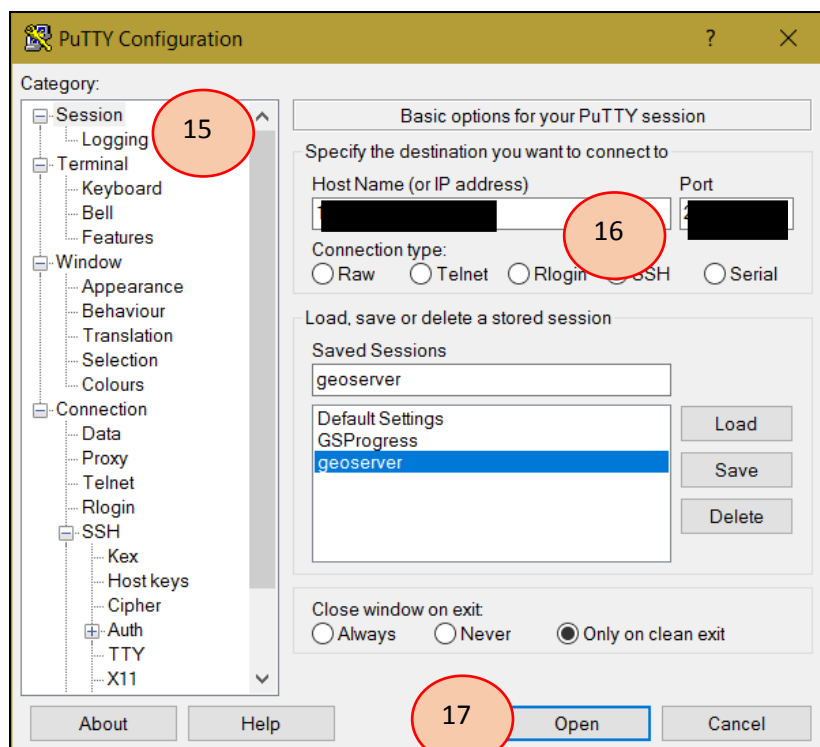 PuTTY Configuration ? ×
Category:
Session
Logging
Terminal
Keyboard
Bell
Features
Window
Appearance
Behaviour
Translation
Selection
Colours
Connection
Data
Proxy
Telnet
Rlogin
SSH
Kex
Host keys
Cipher
Auth
TTY
X11
15
Basic options for your PuTTY session
Specify the destination you want to connect to
Host Name (or IP address) Port
16
Connection type:
Raw Telnet Rlogin SSH Serial
Load, save or delete a stored session
Saved Sessions
geoserver
Default Settings
GSProgress
geoserver
Load
Save
Delete
Close window on exit:
Always Never Only on clean exit
About Help 17 Open Cancel